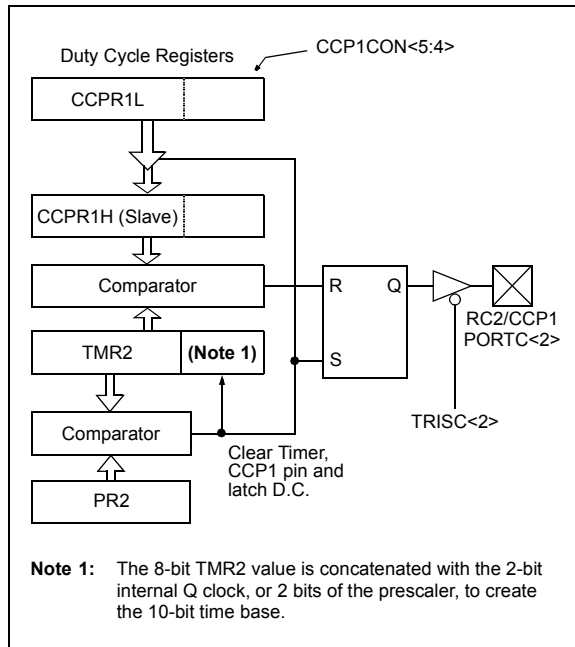 Duty Cycle Registers
CCP1CON<5:4>
CCPR1L
CCPR1H (Slave)
Comparator
R
Q
RC2/CCP1
PORTC<2>
TMR2
(Note 1)
S
TRISC<2>
Comparator
Clear Timer,
CCP1 pin and
latch D.C.
PR2
Note 1: The 8-bit TMR2 value is concatenated with the 2-bit
internal Q clock, or 2 bits of the prescaler, to create
the 10-bit time base.